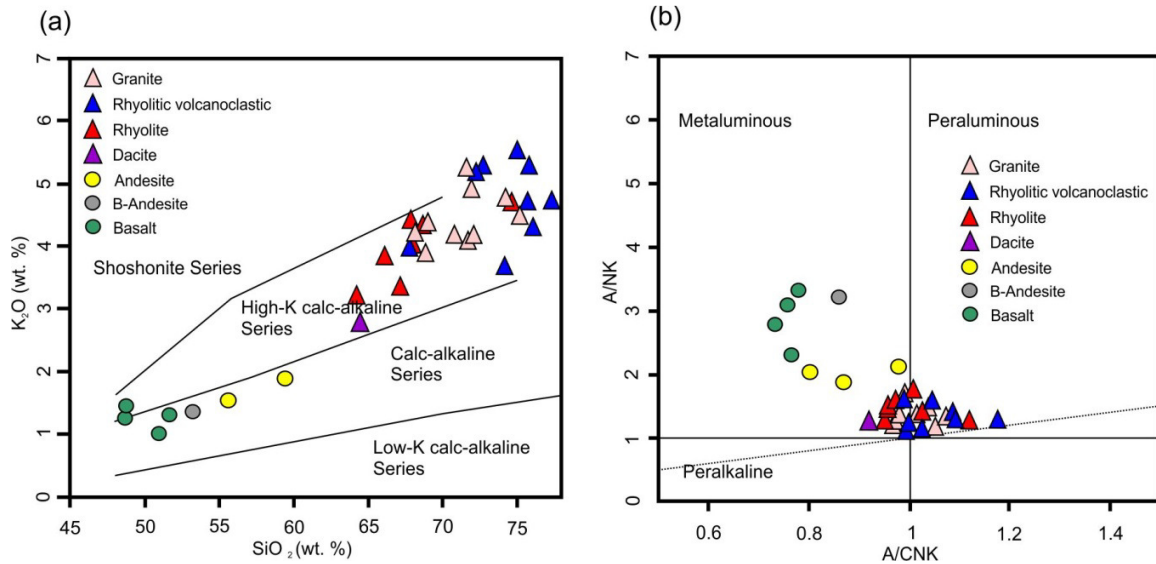 (a)
7
6
5
4
3
2
1
0
K₂O (wt. %)
Granite
Rhyolitic volcanoclastic
Rhyolite
Dacite
Andesite
B-Andesite
Basalt
Shoshonite Series
High-K calc-alkaline
Series
Calc-alkaline
Series
Low-K calc-alkaline
Series
45 50 55 60 65 70 75
SiO₂ (wt. %)
(b)
7
6
5
4
3
2
1
0
A/NK
Metaluminous
Peraluminous
Granite
Rhyolitic volcanoclastic
Rhyolite
Dacite
Andesite
B-Andesite
Basalt
Peralkaline
0.6 0.8 1 1.2 1.4
A/CNK